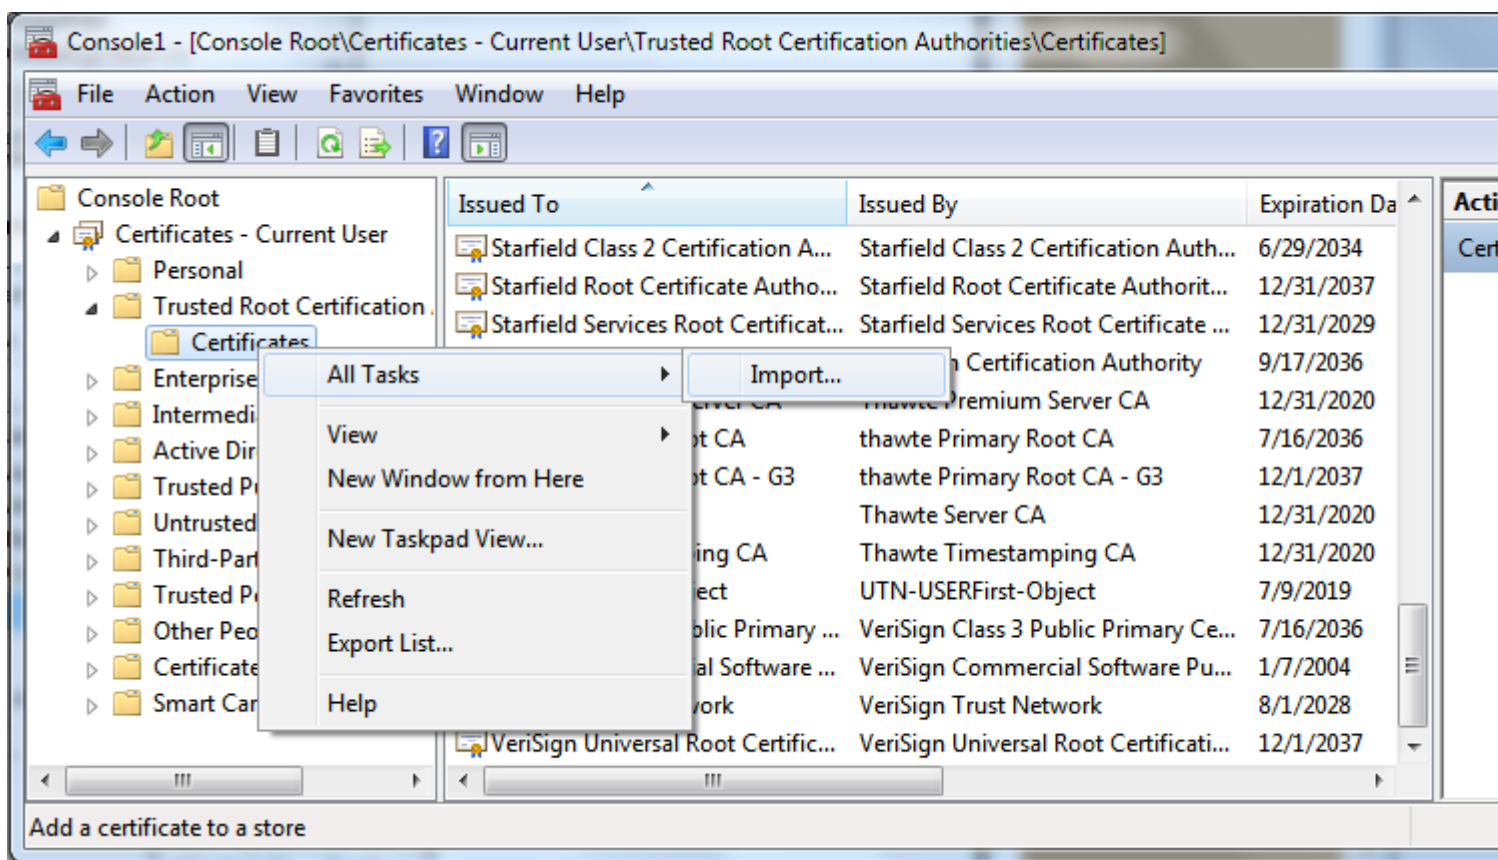 Console1 - [Console Root\Certificates - Current User\Trusted Root Certification Authorities\Certificates]
File Action View Favorites Window Help
Console Root
Certificates - Current User
Personal
Trusted Root Certification
Certificates
Enterprise
Intermedi
Active Dir
Trusted P
Untrusted
Third-Part
Trusted P
Other Peo
Certificate
Smart Car
All Tasks
Import...
View
New Window from Here
New Taskpad View...
Refresh
Export List...
Help
Issued To Issued By Expiration Da
Starfield Class 2 Certification A... Starfield Class 2 Certification Auth... 6/29/2034
Starfield Root Certificate Autho... Starfield Root Certificate Authorit... 12/31/2037
Starfield Services Root Certificat... Starfield Services Root Certificate ... 12/31/2029
Certification Authority 9/17/2036
Premium Server CA 12/31/2020
ot CA thawte Primary Root CA 7/16/2036
ot CA - G3 thawte Primary Root CA - G3 12/1/2037
Thawte Server CA 12/31/2020
ing CA Thawte Timestamping CA 12/31/2020
ect UTN-USERFirst-Object 7/9/2019
blic Primary ... VeriSign Class 3 Public Primary Ce... 7/16/2036
al Software ... VeriSign Commercial Software Pu... 1/7/2004
work VeriSign Trust Network 8/1/2028
VeriSign Universal Root Certific... VeriSign Universal Root Certificati... 12/1/2037
Acti
Cert
Add a certificate to a store